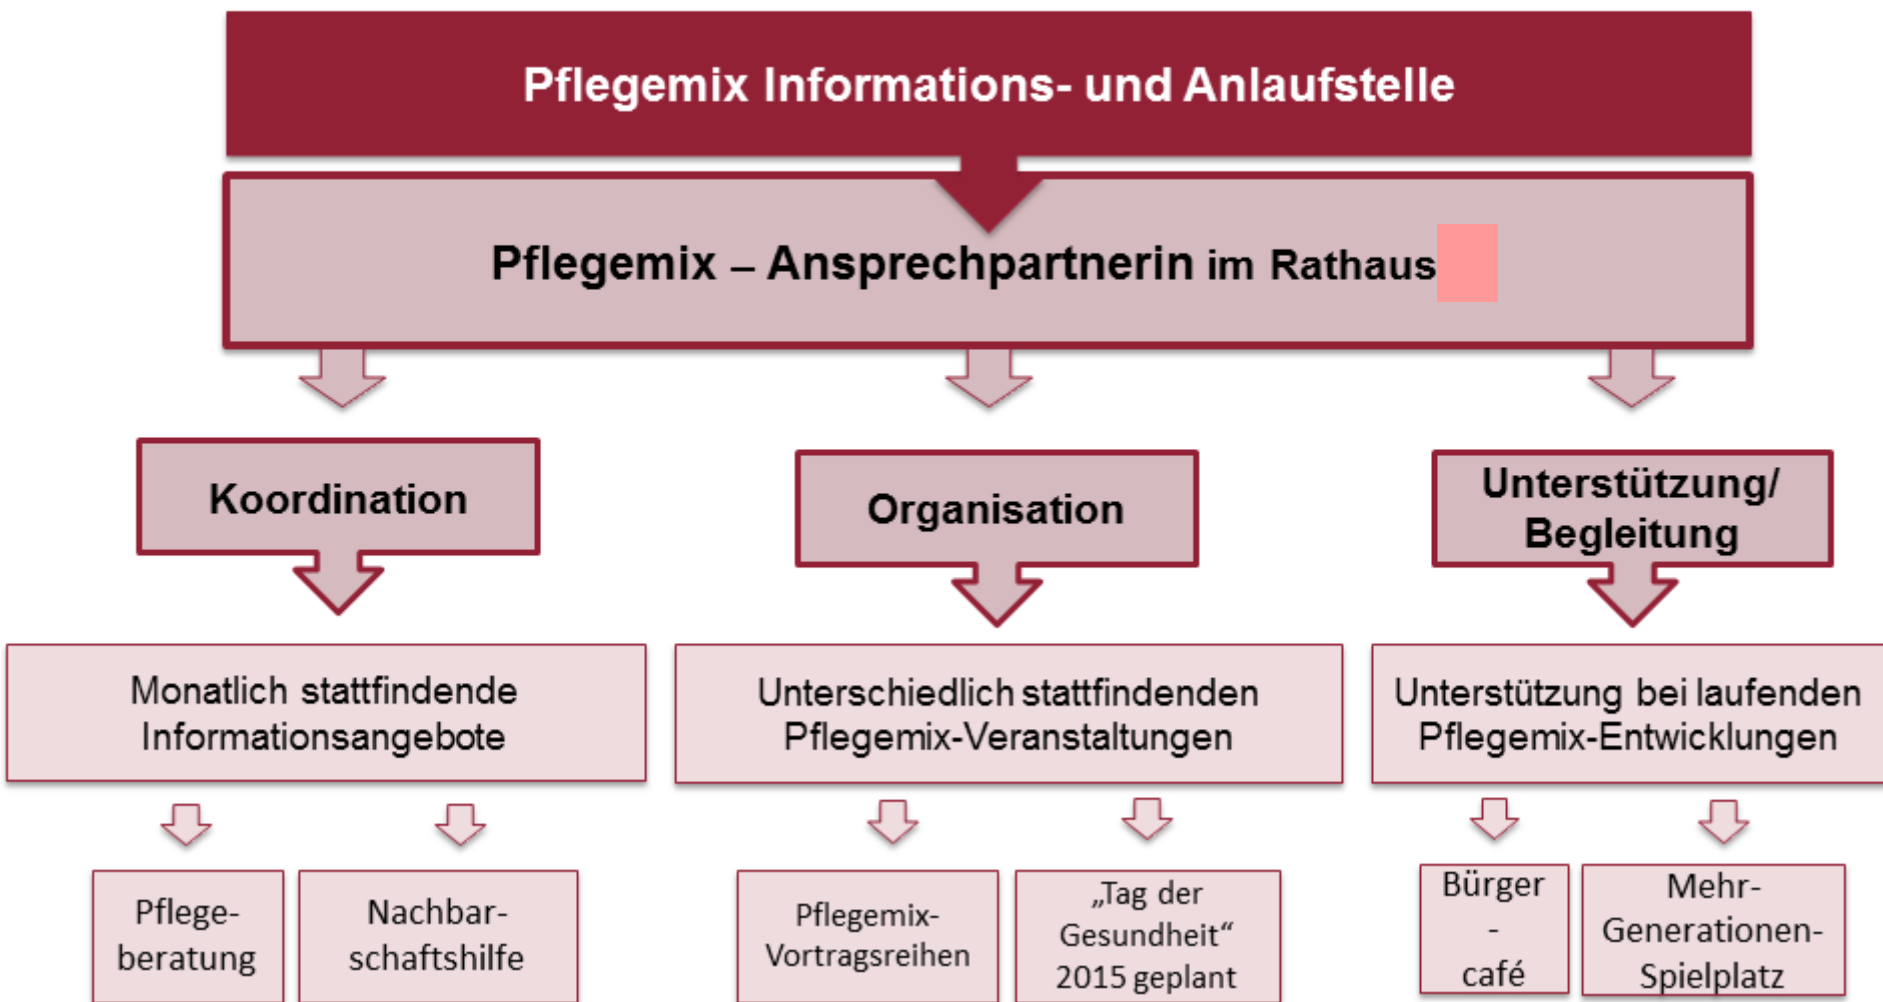 Pflegemix Informations- und Anlaufstelle
Pflegemix – Ansprechpartnerin im Rathaus
Koordination
Organisation
Unterstützung/
Begleitung
Monatlich stattfindende
Informationsangebote
Unterschiedlich stattfindenden
Pflegemix-Veranstaltungen
Unterstützung bei laufenden
Pflegemix-Entwicklungen
Pflege-
beratung
Nachbar-
schaftshilfe
Pflegemix-
Vortragsreihen
„Tag der
Gesundheit“
2015 geplant
Bürger
-
café
Mehr-
Generationen-
Spielplatz